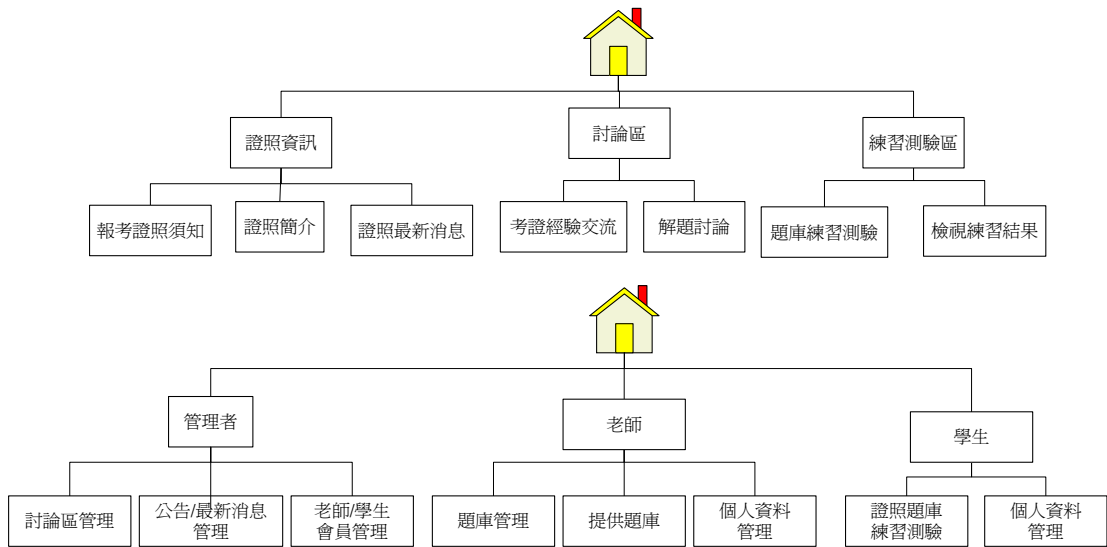 證照資訊
討論區
練習測驗區
報考證照須知
證照簡介
證照最新消息
考證經驗交流
解題討論
題庫練習測驗
檢視練習結果
管理者
老師
學生
討論區管理
公告/最新消息
管理
老師/學生
會員管理
題庫管理
提供題庫
個人資料
管理
證照題庫
練習測驗
個人資料
管理